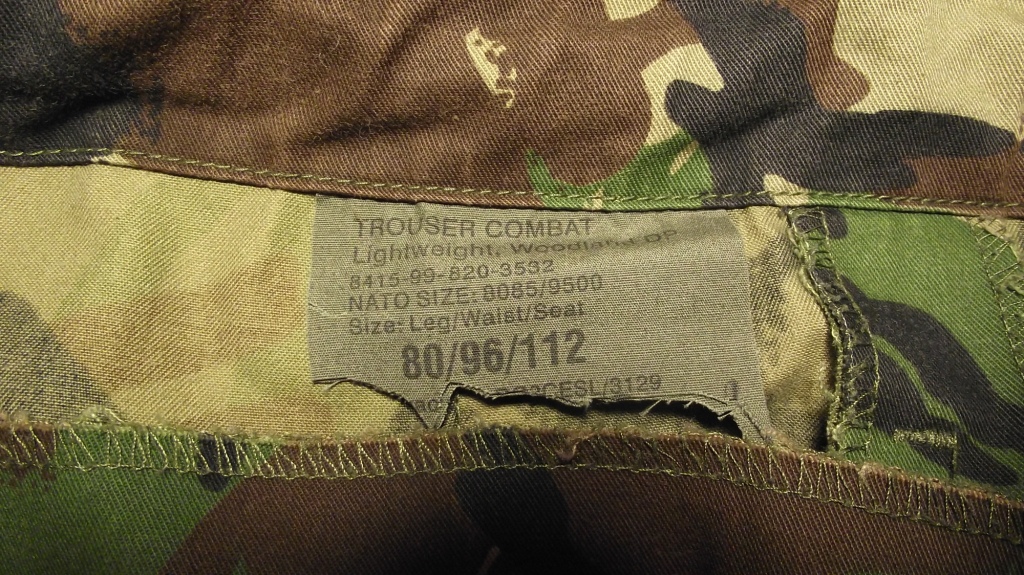 TROUSER COMBAT
Lightweight, Woodland DP
8415-99-820-3532
NATO SIZE: 8085/9500
Size: Leg/Waist/Seat
80/96/112